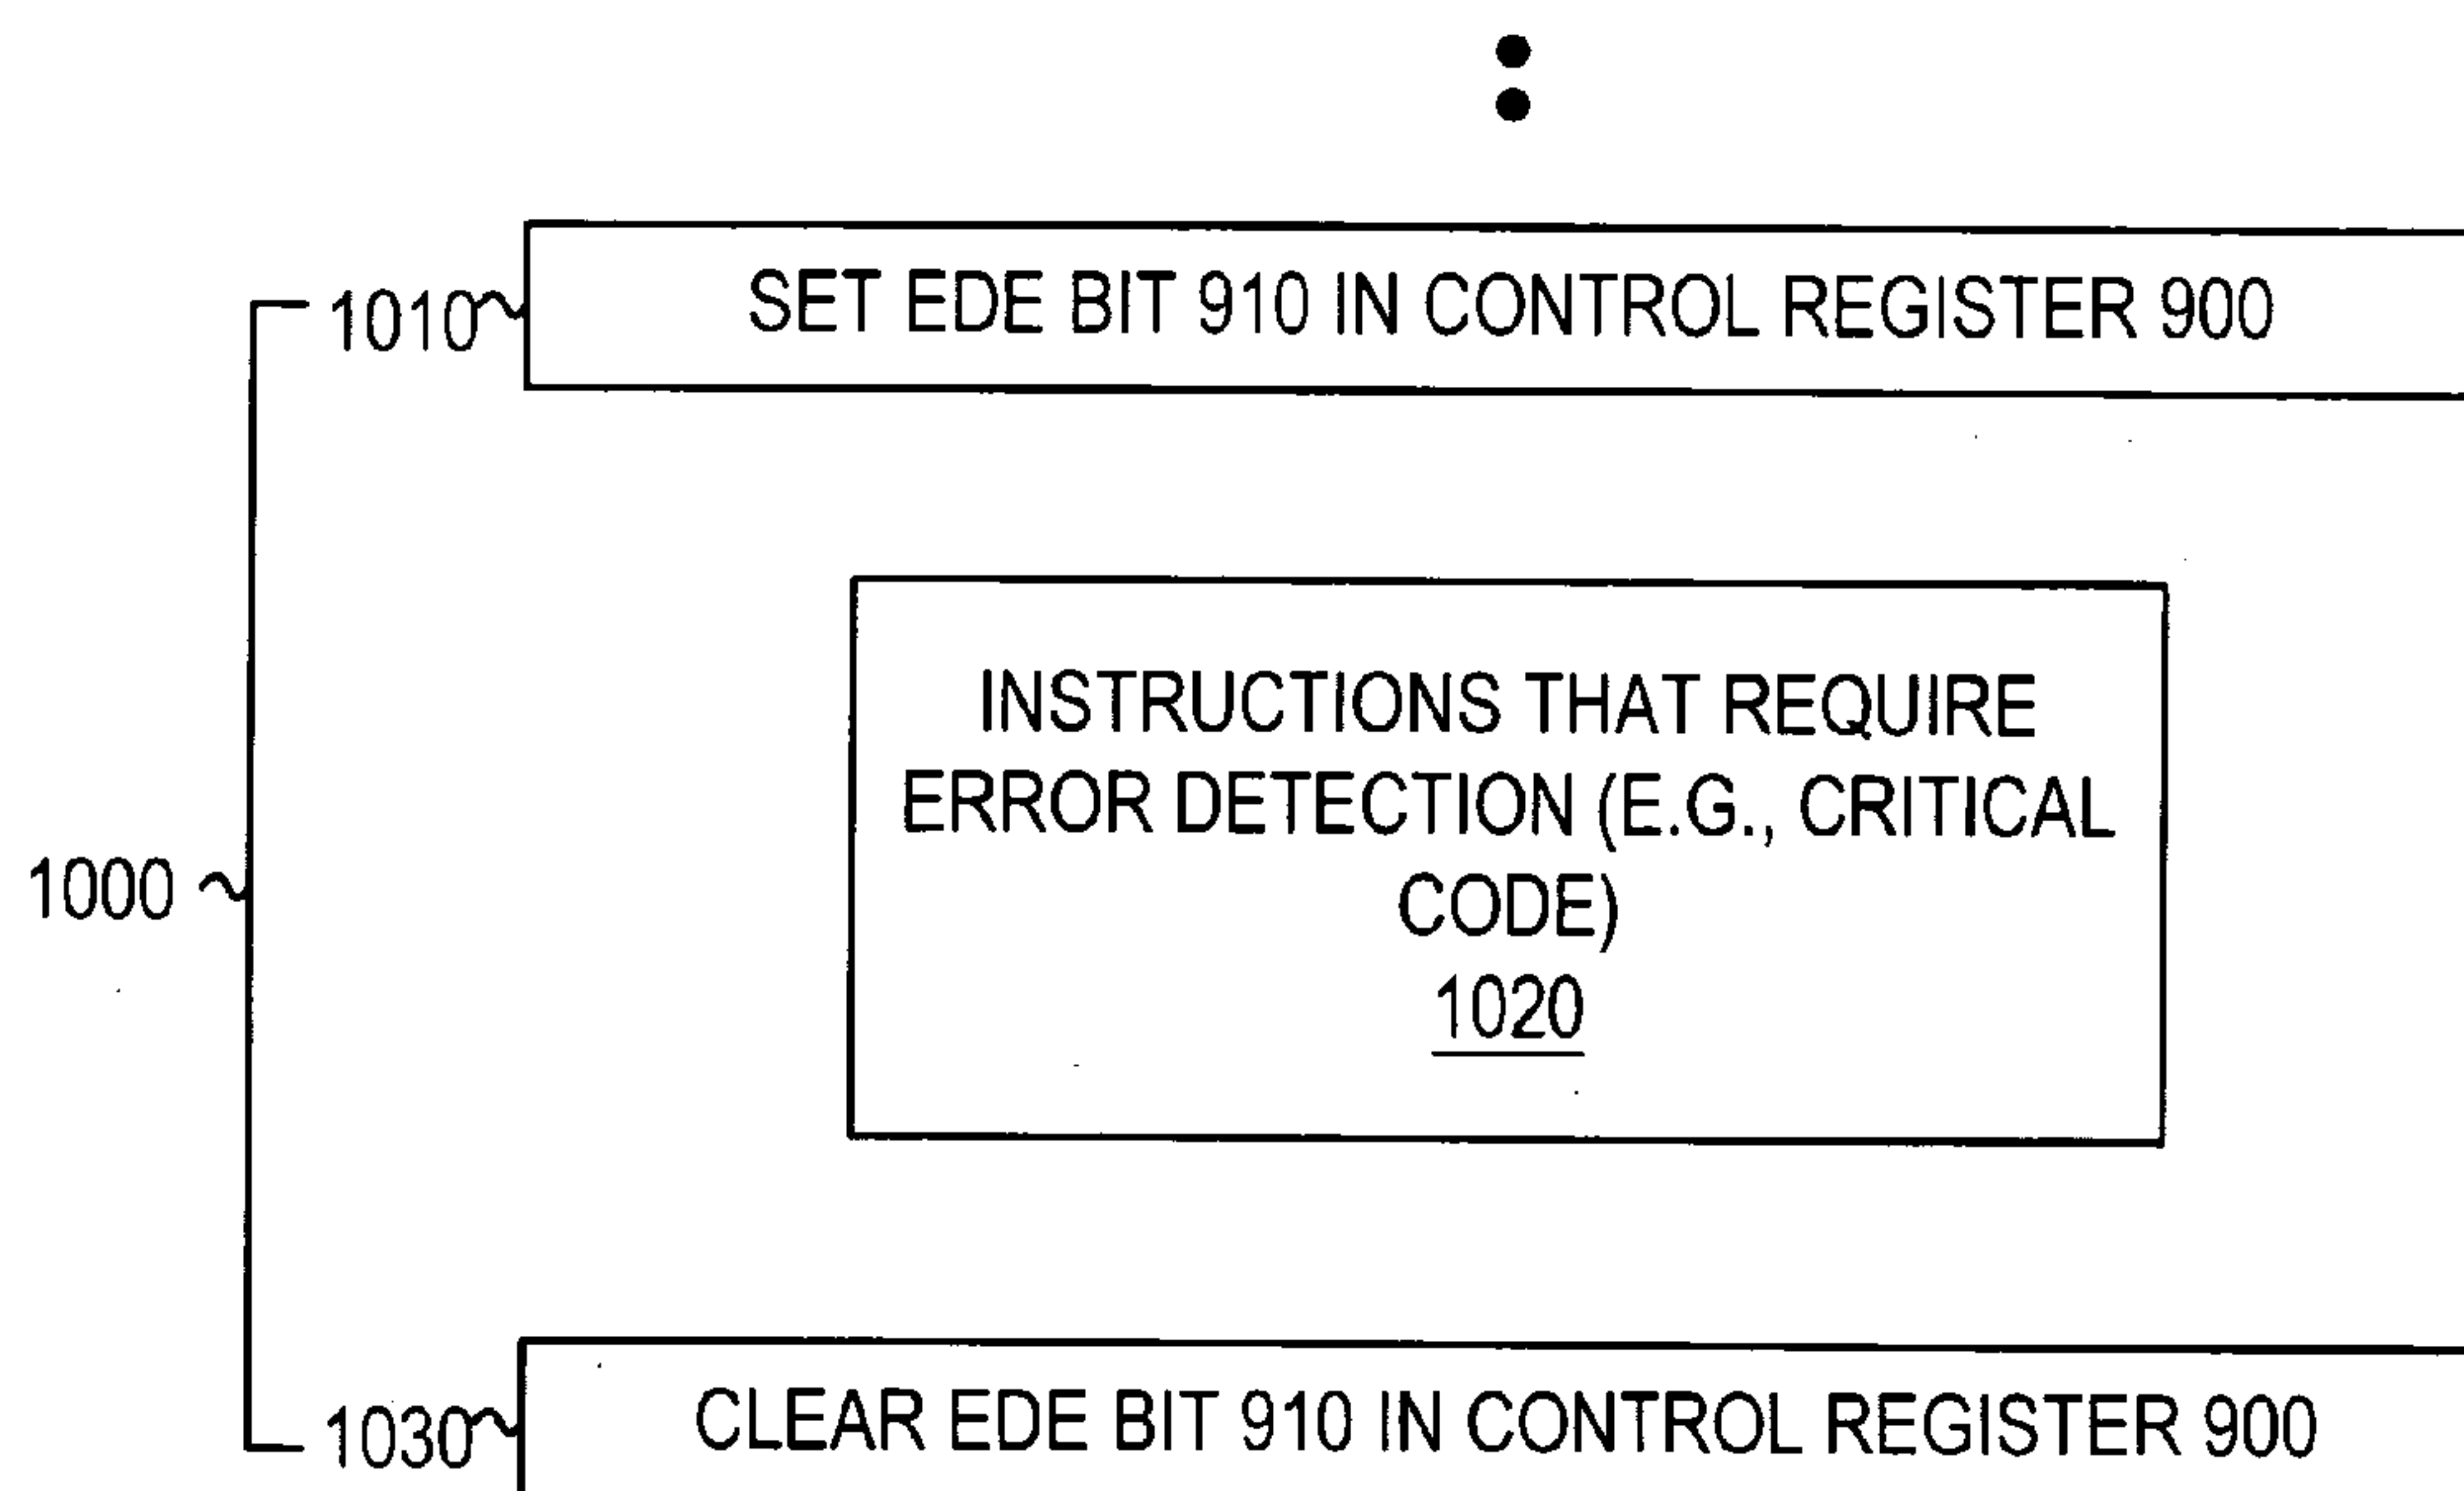 1010 SET EDE BIT 910 IN CONTROL REGISTER 900
INSTRUCTIONS THAT REQUIRE
ERROR DETECTION (E.G., CRITICAL
CODE)
1000
1020
1030 CLEAR EDE BIT 910 IN CONTROL REGISTER 900